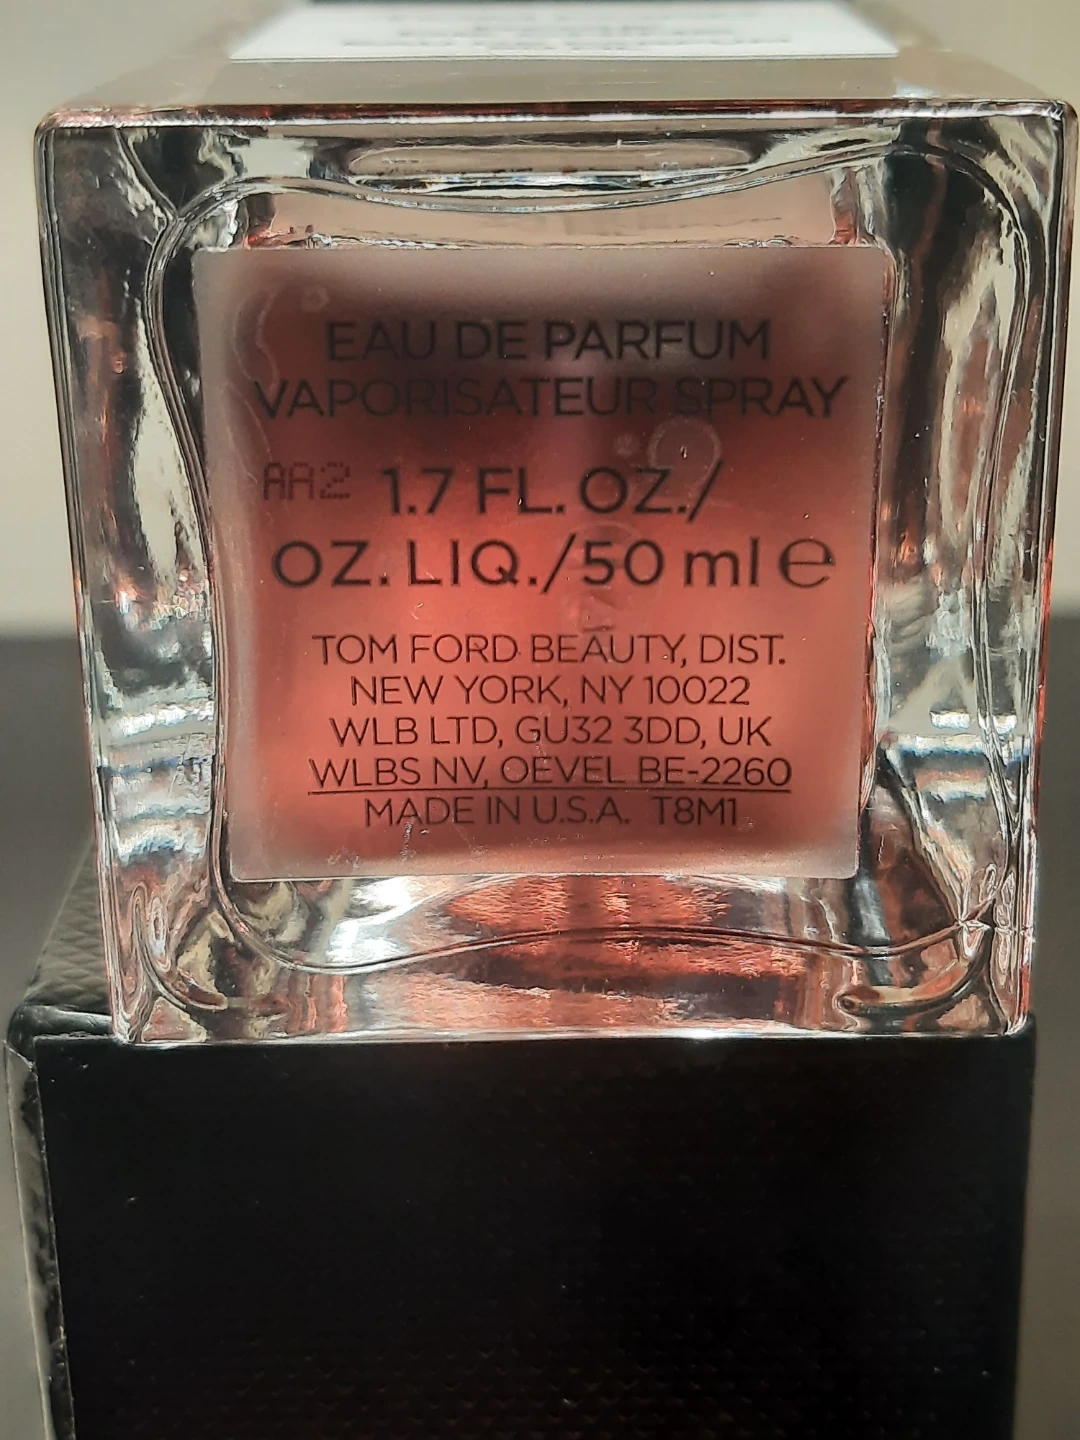 EAU DE PARFUM
VAPORISATEUR SPRAY
AA2 1.7 FL. OZ./
OZ. LIQ./50 ml e
TOM FORD BEAUTY, DIST.
NEW YORK, NY 10022
WLB LTD, GU32 3DD, UK
WLBS NV, OEVEL BE-2260
MADE IN U.S.A. T8M1